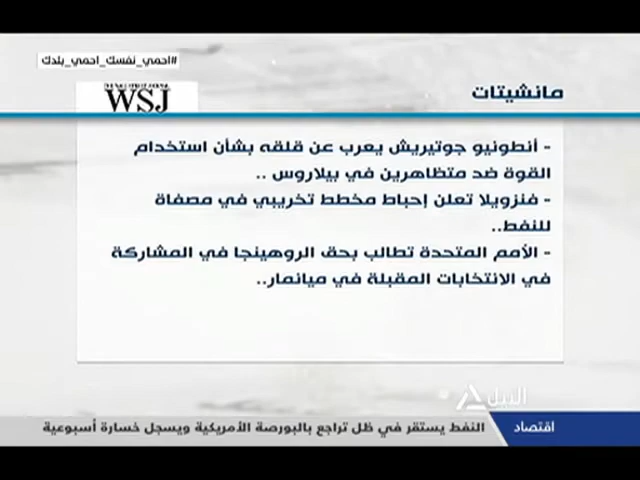 #احمي_نفسك_احمي_بلدك
WSJ
مانشيتات
- أنطونيو جوتيريش يعرب عن قلقه بشأن استخدام
القوة ضد متظاهرين في بيلاروس ..
- فنزويلا تعلن إحباط مخطط تخريبي في مصفاة
للنفط..
- الأمم المتحدة تطالب بحق الروهينجا في المشاركة
في الانتخابات المقبلة في ميانمار..
النيل
اقتصاد
النفط يستقر في ظل تراجع بالبورصة الأمريكية ويسجل خسارة أسبوعية